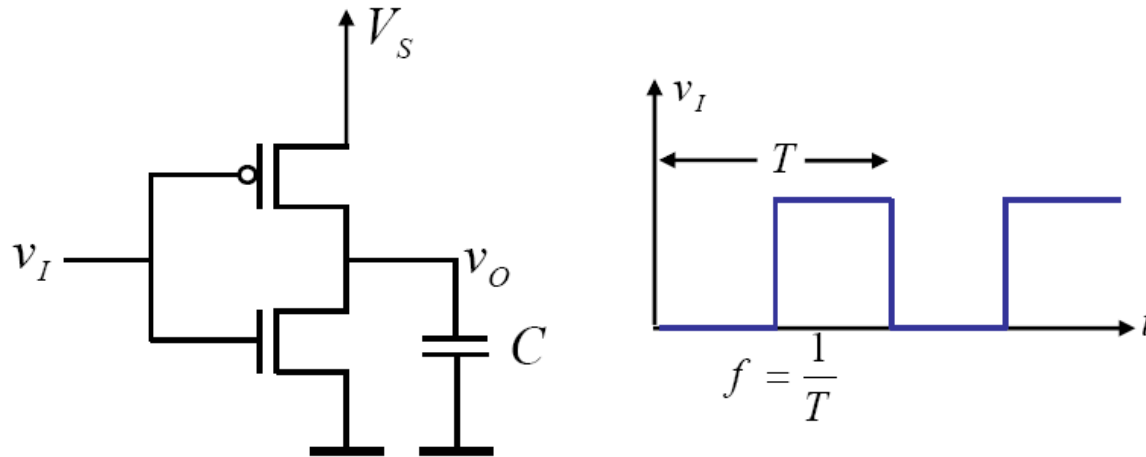 V_S
v_I
v_O
C
v_I
T
t
f = 1/T